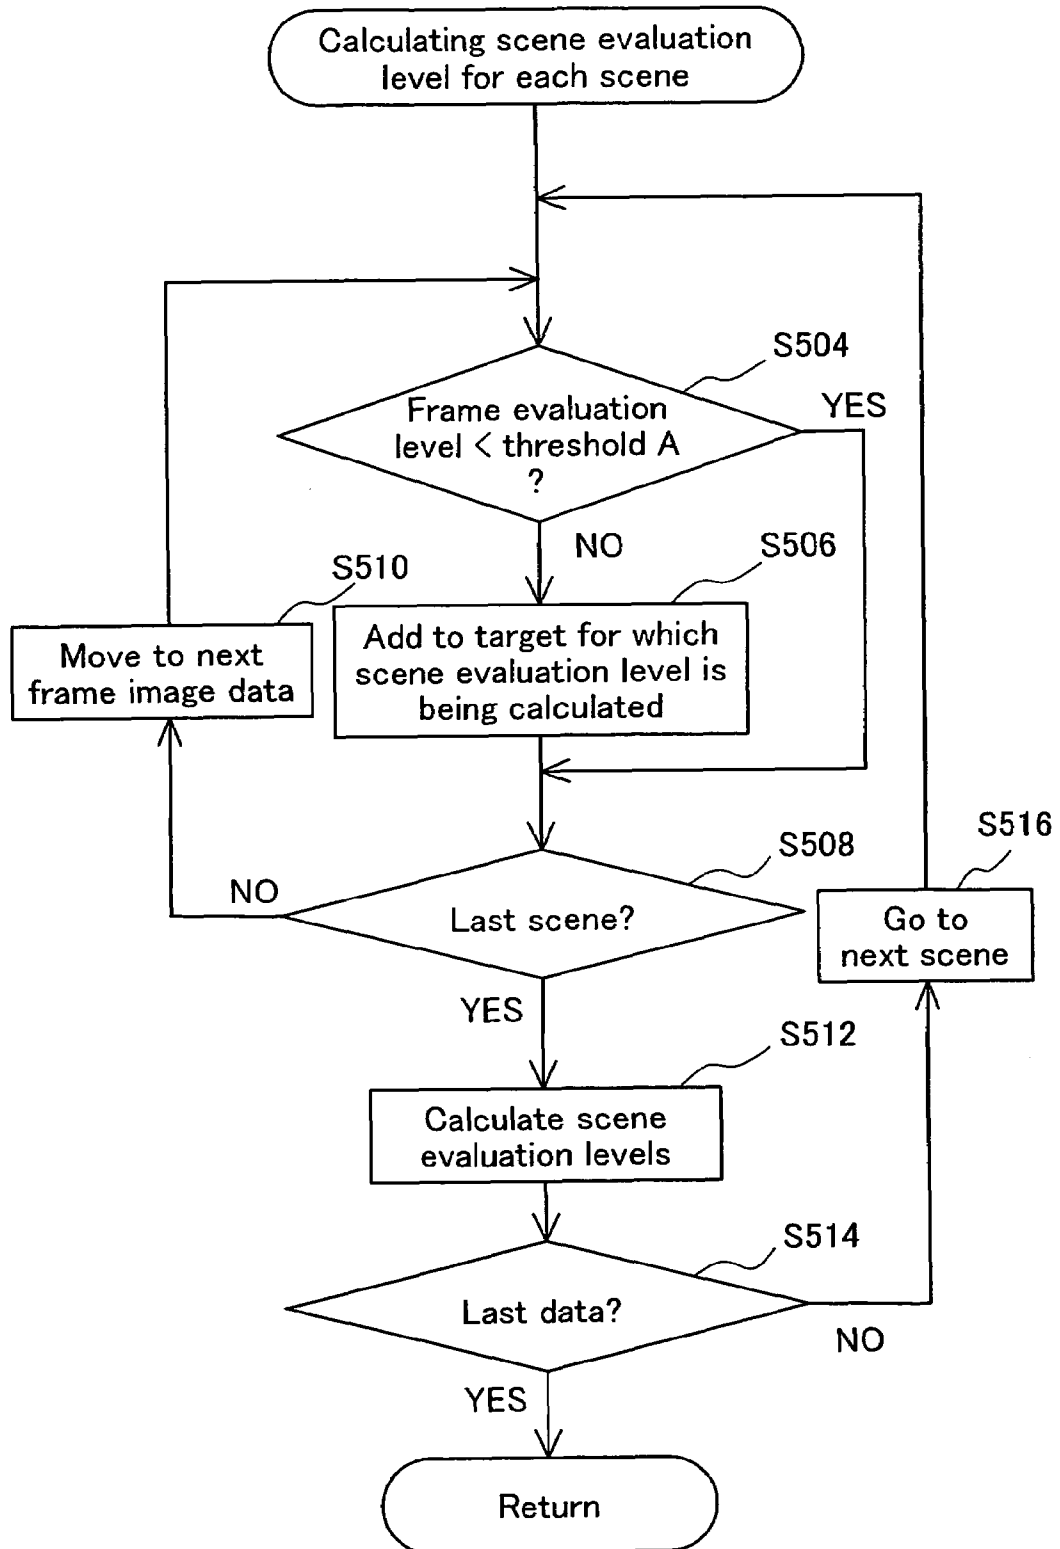 Calculating scene evaluation
level for each scene
S504
Frame evaluation
level < threshold A
?
YES
NO
S506
S510
Add to target for which
scene evaluation level is
being calculated
Move to next
frame image data
S508
S516
NO
Last scene?
Go to
next scene
YES
S512
Calculate scene
evaluation levels
S514
Last data?
NO
YES
Return